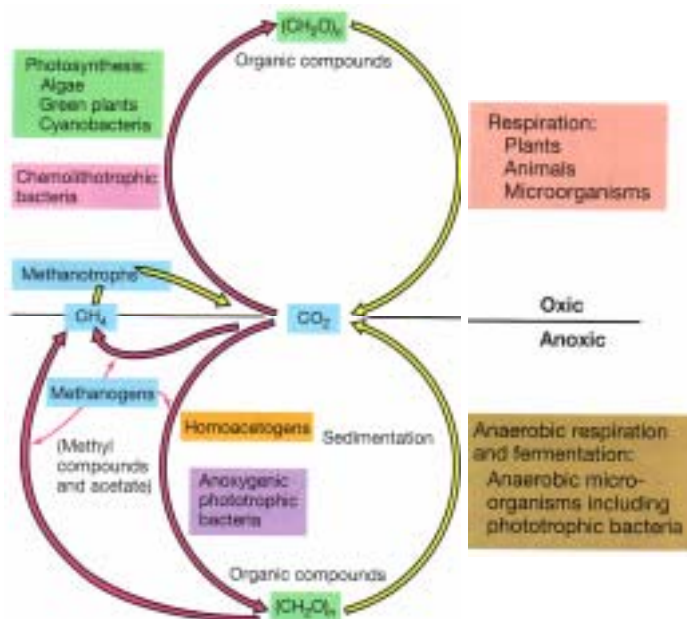 (CH₂O)ₙ
Organic compounds
Photosynthesis:
Algae
Green plants
Cyanobacteria
Chemolithotrophic
bacteria
Respiration:
Plants
Animals
Microorganisms
Methanotrophs
CH₄
CO₂
Oxic
Anoxic
Methanogens
(Methyl
compounds
and acetate)
Homoacetogens
Sedimentation
Anoxygenic
phototrophic
bacteria
Anaerobic respiration
and fermentation:
Anaerobic micro-
organisms including
phototrophic bacteria
Organic compounds
(CH₂O)ₙ